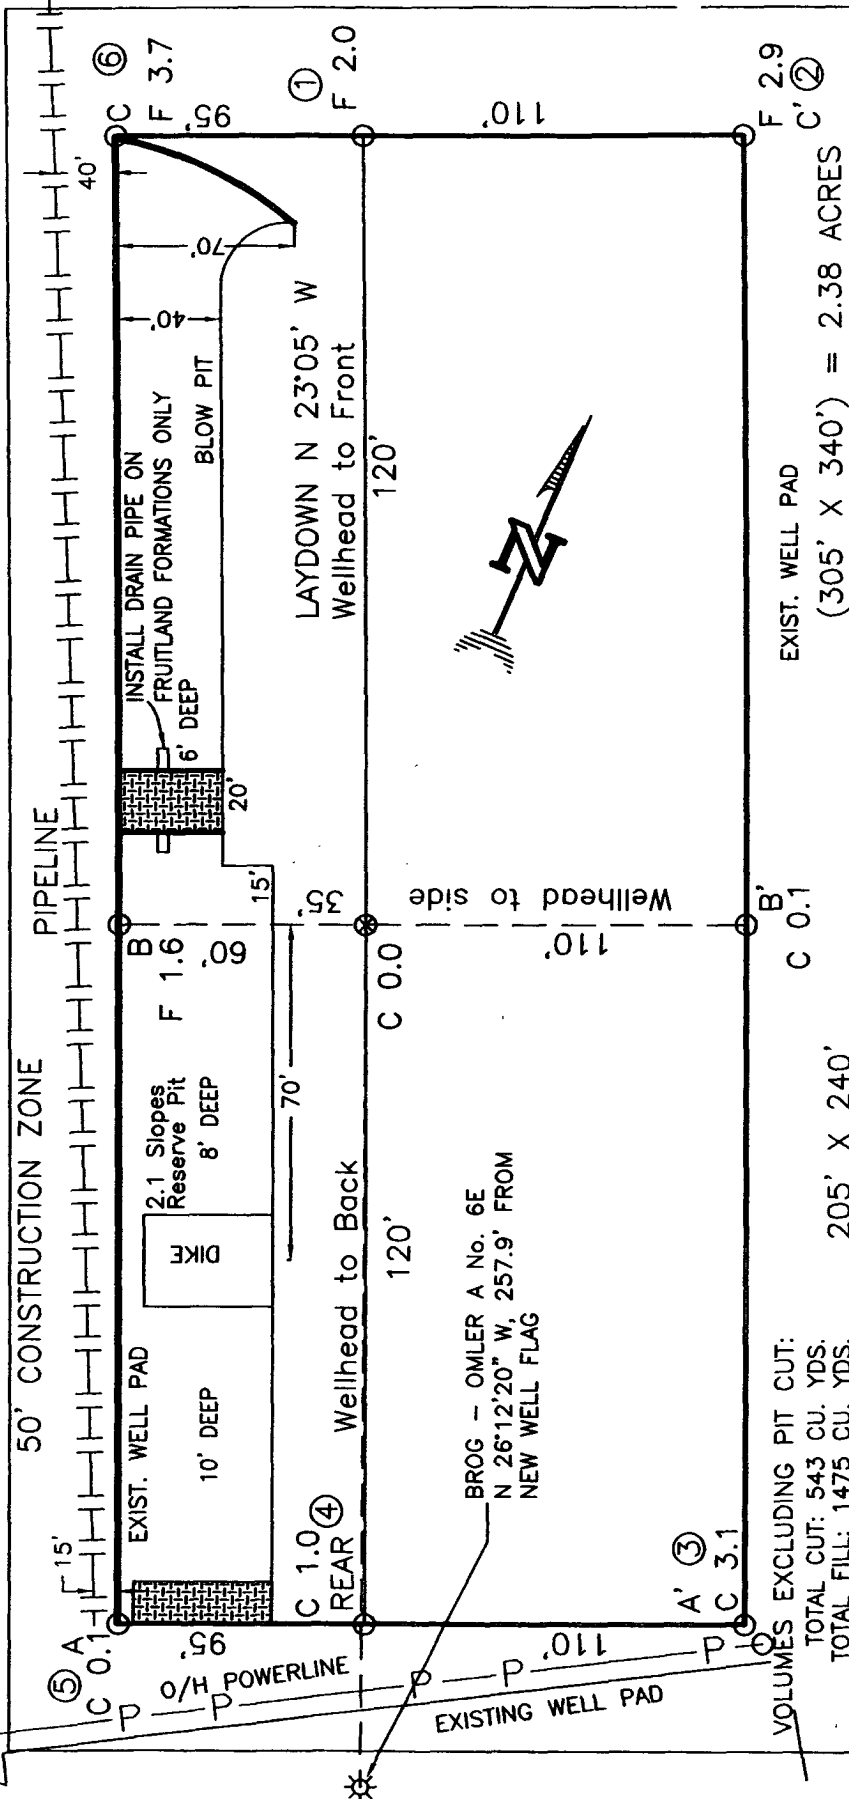 50' CONSTRUCTION ZONE
PIPELINE
15'
40'
⑤ A
C 0.1
B
F 1.6
C ⑥
F 3.7
EXIST. WELL PAD
10' DEEP
DIKE
2.1 Slopes
Reserve Pit
8' DEEP
60'
15'
20'
INSTALL DRAIN PIPE ON
FRUITLAND FORMATIONS ONLY
6' DEEP
BLOW PIT
40'
70'
95'
95'
70'
35'
LAYDOWN N 23°05' W
Wellhead to Front
120'
① F 2.0
C 1.0 ④
REAR
Wellhead to Back
120'
C 0.0
O/H POWERLINE
P P P P P
EXISTING WELL PAD
BROG – OMLER A No. 6E
N 26°12'20" W, 257.9' FROM
NEW WELL FLAG
Wellhead to side
N
110'
110'
110'
A' ③
C 3.1
B'
C 0.1
F 2.9
C' ②
EXIST. WELL PAD
(305' X 340') = 2.38 ACRES
205' X 240'
VOLUMES EXCLUDING PIT CUT:
TOTAL CUT: 543 CU. YDS.
TOTAL FILL: 1475 CU. YDS.